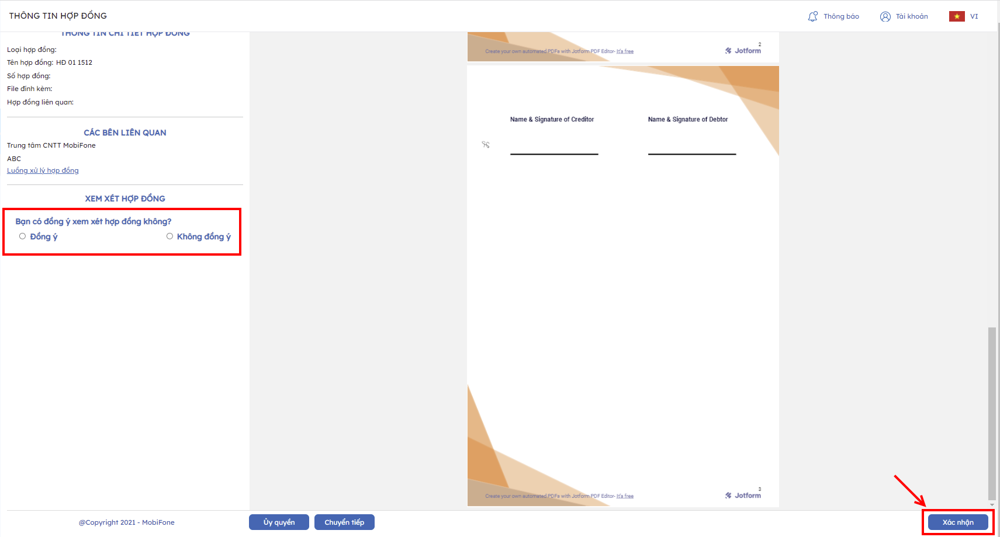 THÔNG TIN HỢP ĐỒNG
Thông báo
Tài khoản
VI
THÔNG TIN CHI TIẾT HỢP ĐỒNG
Loại hợp đồng:
Tên hợp đồng: HĐ 01 1512
Số hợp đồng:
File đính kèm:
Hợp đồng liên quan:
CÁC BÊN LIÊN QUAN
Trung tâm CNTT MobiFone
ABC
Luồng xử lý hợp đồng
XEM XÉT HỢP ĐỒNG
Bạn có đồng ý xem xét hợp đồng không?
Đồng ý
Không đồng ý
2
Create your own automated PDFs with Jotform PDF Editor- It's free
Jotform
Name & Signature of Creditor
Name & Signature of Debtor
3
Create your own automated PDFs with Jotform PDF Editor- It's free
Jotform
@Copyright 2021 - MobiFone
Ủy quyền
Chuyển tiếp
Xác nhận